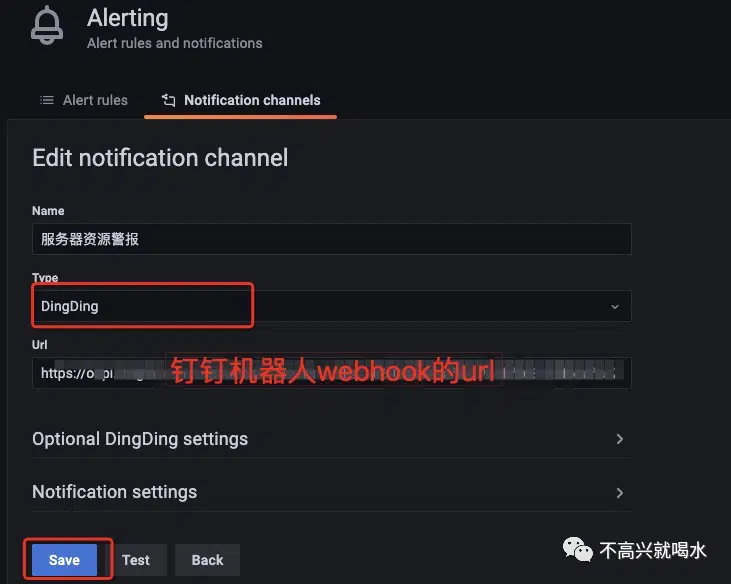 Alerting
Alert rules and notifications
Alert rules
Notification channels
Edit notification channel
Name
服务器资源警报
Type
DingDing
Url
https://o
钉钉机器人webhook的url
Optional DingDing settings
Notification settings
Save
Test
Back
不高兴就喝水